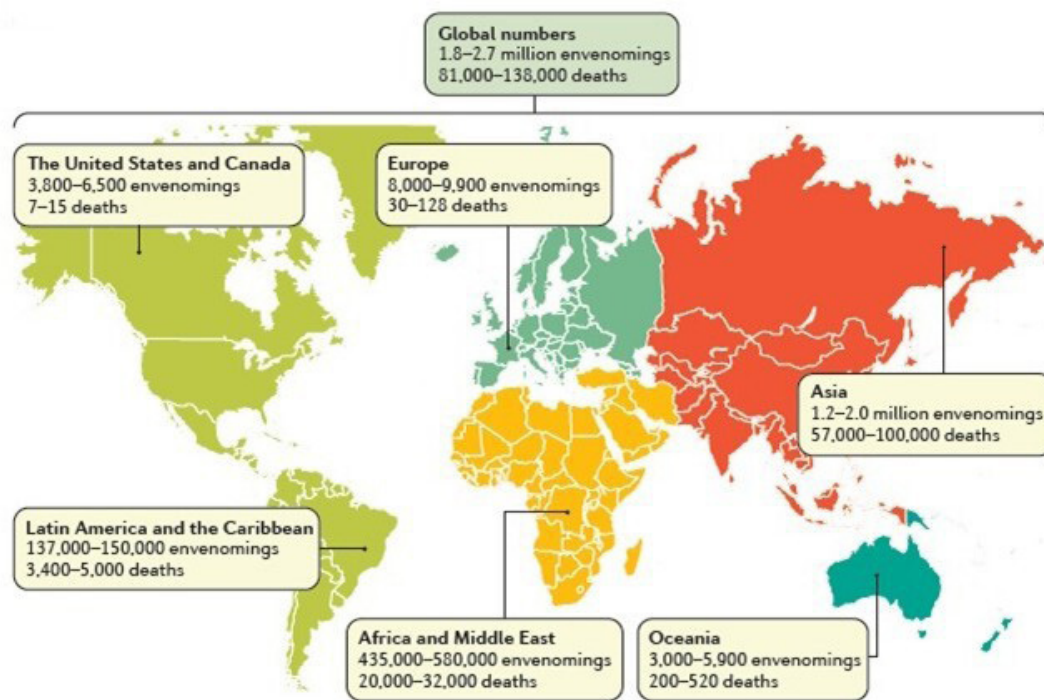 Global numbers
1.8–2.7 million envenomings
81,000–138,000 deaths
The United States and Canada
3,800–6,500 envenomings
7–15 deaths
Europe
8,000–9,900 envenomings
30–128 deaths
Asia
1.2–2.0 million envenomings
57,000–100,000 deaths
Latin America and the Caribbean
137,000–150,000 envenomings
3,400–5,000 deaths
Africa and Middle East
435,000–580,000 envenomings
20,000–32,000 deaths
Oceania
3,000–5,900 envenomings
200–520 deaths